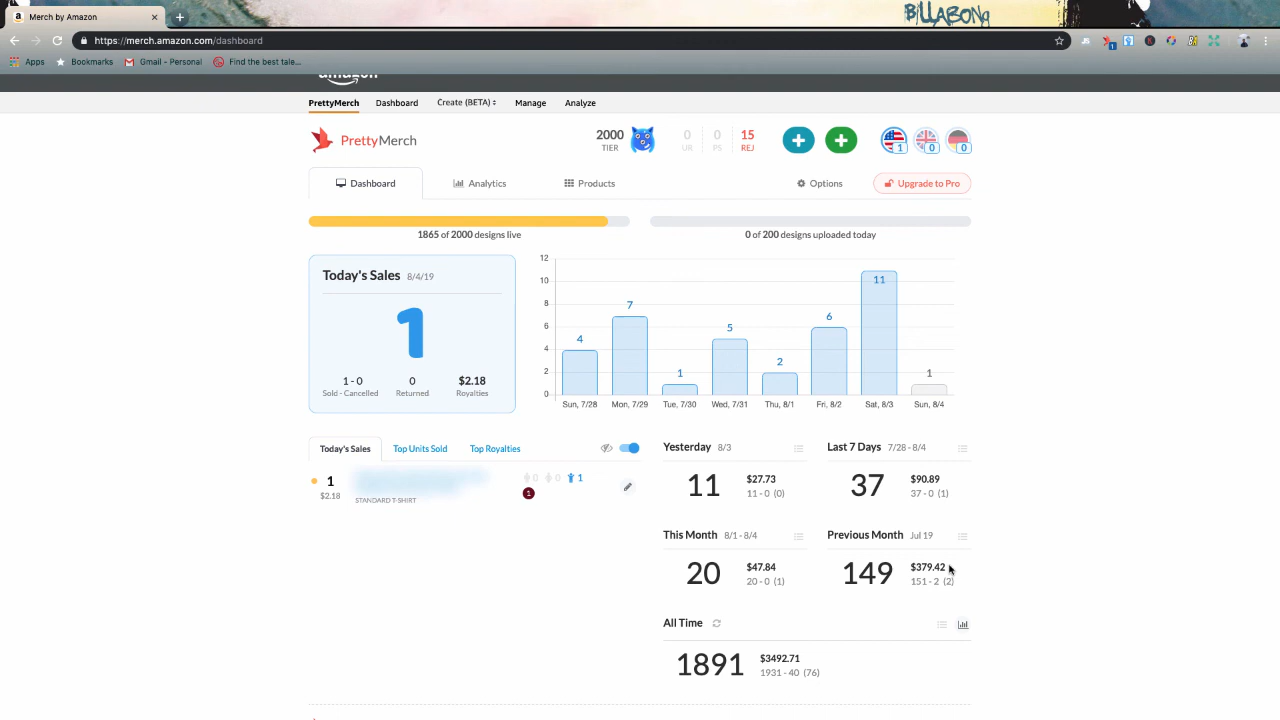 BILLABONG
Merch by Amazon
https://merch.amazon.com/dashboard
Apps Bookmarks Gmail - Personal Find the best tale...
amazon
PrettyMerch Dashboard Create (BETA) Manage Analyze
PrettyMerch
2000 TIER
0 UR
0 PS
15 REJ
1 0 0
Dashboard Analytics Products Options Upgrade to Pro
1865 of 2000 designs live
0 of 200 designs uploaded today
Today's Sales 8/4/19
1
1 - 0 0 $2.18
Sold - Cancelled Returned Royalties
12
10
8
6
4
2
0
4 7 1 5 2 6 11 1
Sun, 7/28 Mon, 7/29 Tue, 7/30 Wed, 7/31 Thu, 8/1 Fri, 8/2 Sat, 8/3 Sun, 8/4
Today's Sales Top Units Sold Top Royalties
1
$2.18
STANDARD T-SHIRT
0 0 1
1
Yesterday 8/3
11
$27.73
11 - 0 (0)
Last 7 Days 7/28 - 8/4
37
$90.89
37 - 0 (1)
This Month 8/1 - 8/4
20
$47.84
20 - 0 (1)
Previous Month Jul 19
149
$379.42
151 - 2 (2)
All Time
1891
$3492.71
1931 - 40 (76)